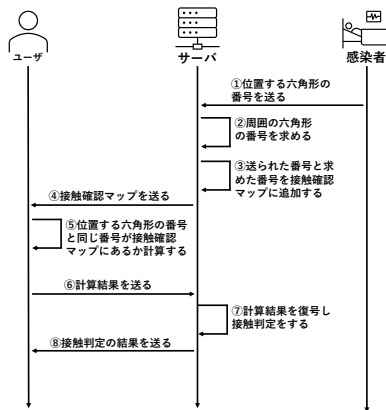 ユーザ
サーバ
感染者
①位置する六角形の
番号を送る
②周囲の六角形
の番号を求める
③送られた番号と求
めた番号を接触確認
マップに追加する
④接触確認マップを送る
⑤位置する六角形の番号
と同じ番号が接触確認
マップにあるか計算する
⑥計算結果を送る
⑦計算結果を復号し
接触判定をする
⑧接触判定の結果を送る